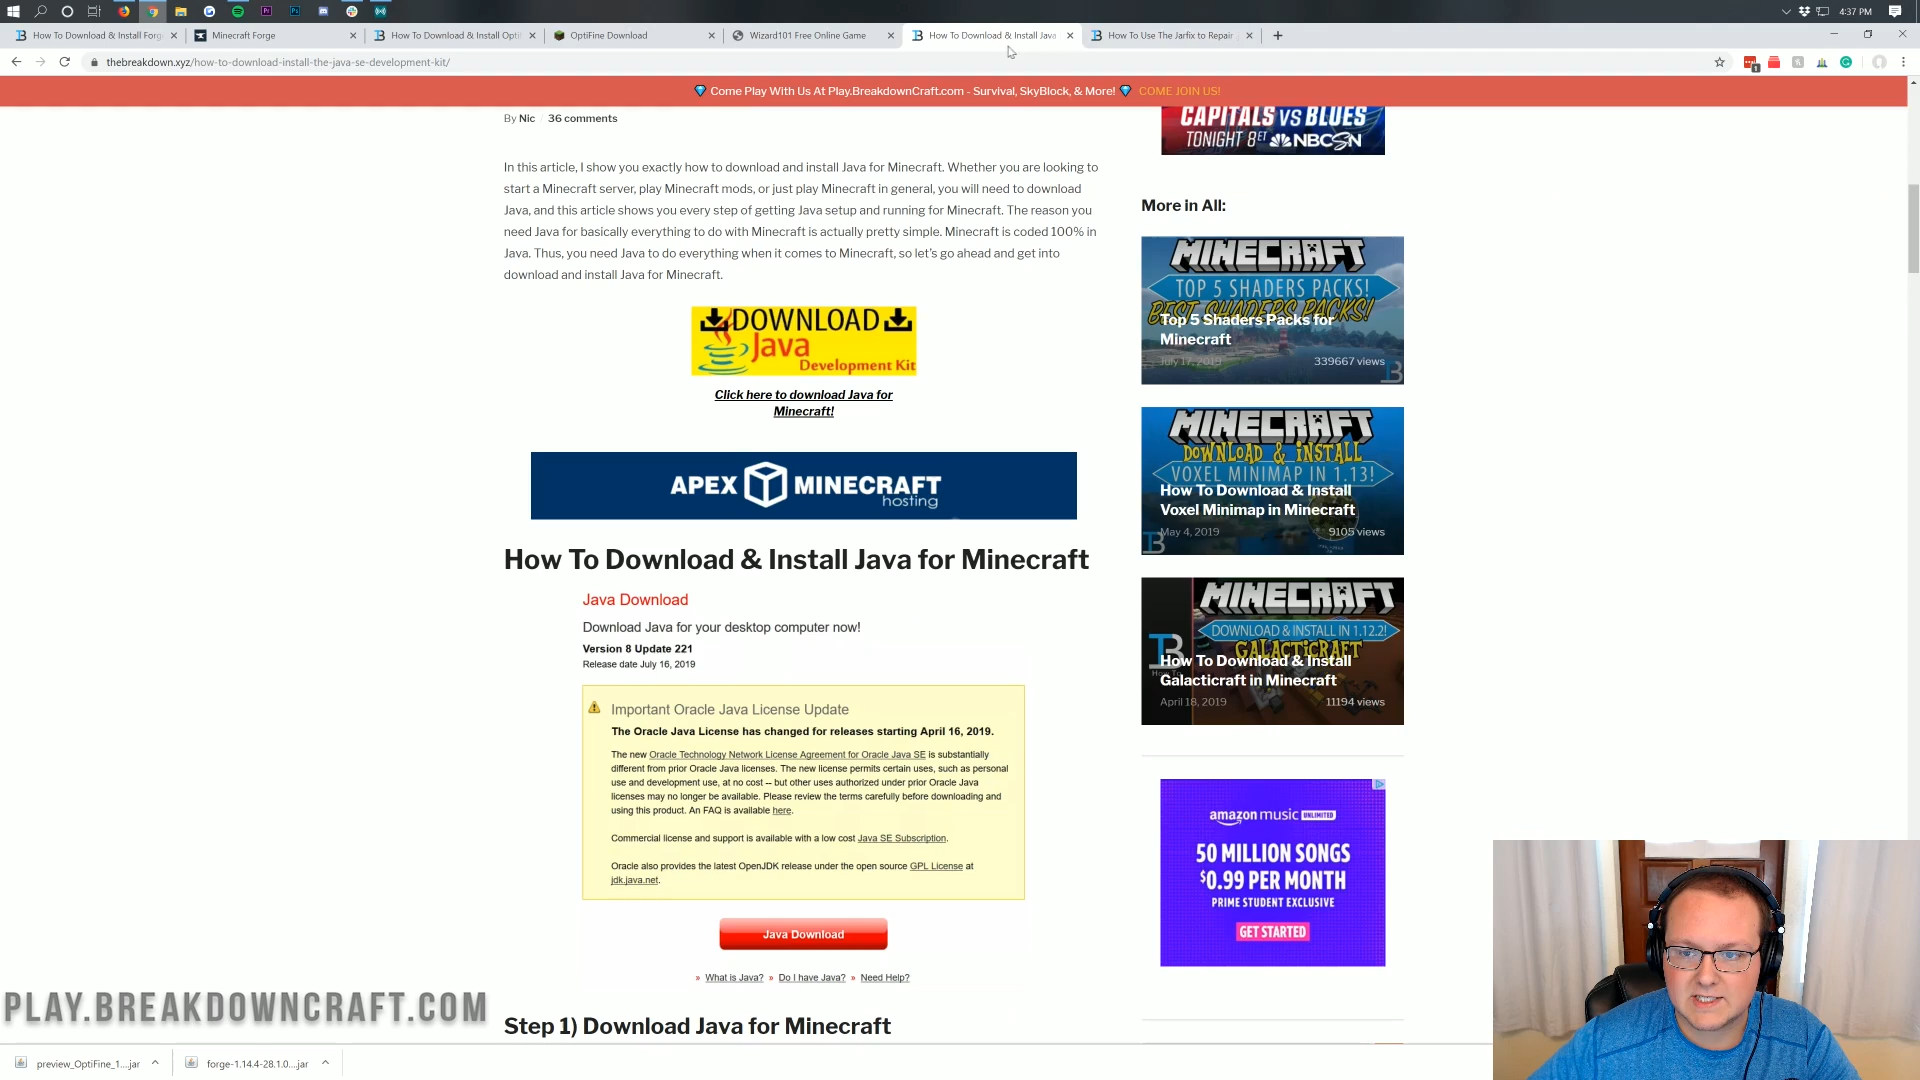 4:37 PM
How To Download & Install Forg
Minecraft Forge
How To Download & Install Opti
OptiFine Download
Wizard101 Free Online Game
How To Download & Install Java
How To Use The Jarfix to Repair
thebreakdown.xyz/how-to-download-install-the-java-se-development-kit/
Come Play With Us At Play.BreakdownCraft.com - Survival, SkyBlock, & More! COME JOIN US!
By Nic / 36 comments
In this article, I show you exactly how to download and install Java for Minecraft. Whether you are looking to
start a Minecraft server, play Minecraft mods, or just play Minecraft in general, you will need to download
Java, and this article shows you every step of getting Java setup and running for Minecraft. The reason you
need Java for basically everything to do with Minecraft is actually pretty simple. Minecraft is coded 100% in
Java. Thus, you need Java to do everything when it comes to Minecraft, so let's go ahead and get into
download and install Java for Minecraft.
DOWNLOAD
Java
Development Kit
Click here to download Java for
Minecraft!
APEX MINECRAFT
hosting
How To Download & Install Java for Minecraft
Java Download
Download Java for your desktop computer now!
Version 8 Update 221
Release date July 16, 2019
Important Oracle Java License Update
The Oracle Java License has changed for releases starting April 16, 2019.
The new Oracle Technology Network License Agreement for Oracle Java SE is substantially
different from prior Oracle Java licenses. The new license permits certain uses, such as personal
use and development use, at no cost -- but other uses authorized under prior Oracle Java
licenses may no longer be available. Please review the terms carefully before downloading and
using this product. An FAQ is available here.
Commercial license and support is available with a low cost Java SE Subscription.
Oracle also provides the latest OpenJDK release under the open source GPL License at
jdk.java.net.
Java Download
» What is Java? » Do I have Java? » Need Help?
Step 1) Download Java for Minecraft
CAPITALS VS BLUES
TONIGHT 8ET NBCSN
More in All:
MINECRAFT
TOP 5 SHADERS PACKS!
BEST SHADERS PACKS!
Top 5 Shaders Packs for
Minecraft
July 17, 2019
339667 views
MINECRAFT
DOWNLOAD & INSTALL
VOXEL MINIMAP IN 1.13!
How To Download & Install
Voxel Minimap in Minecraft
May 4, 2019
9105 views
MINECRAFT
DOWNLOAD & INSTALL IN 1.12.2!
GALACTICRAFT
How To Download & Install
Galacticraft in Minecraft
April 18, 2019
11194 views
amazon music UNLIMITED
50 MILLION SONGS
$0.99 PER MONTH
PRIME STUDENT EXCLUSIVE
GET STARTED
PLAY.BREAKDOWNCRAFT.COM
preview_OptiFine_1....jar
forge-1.14.4-28.1.0....jar